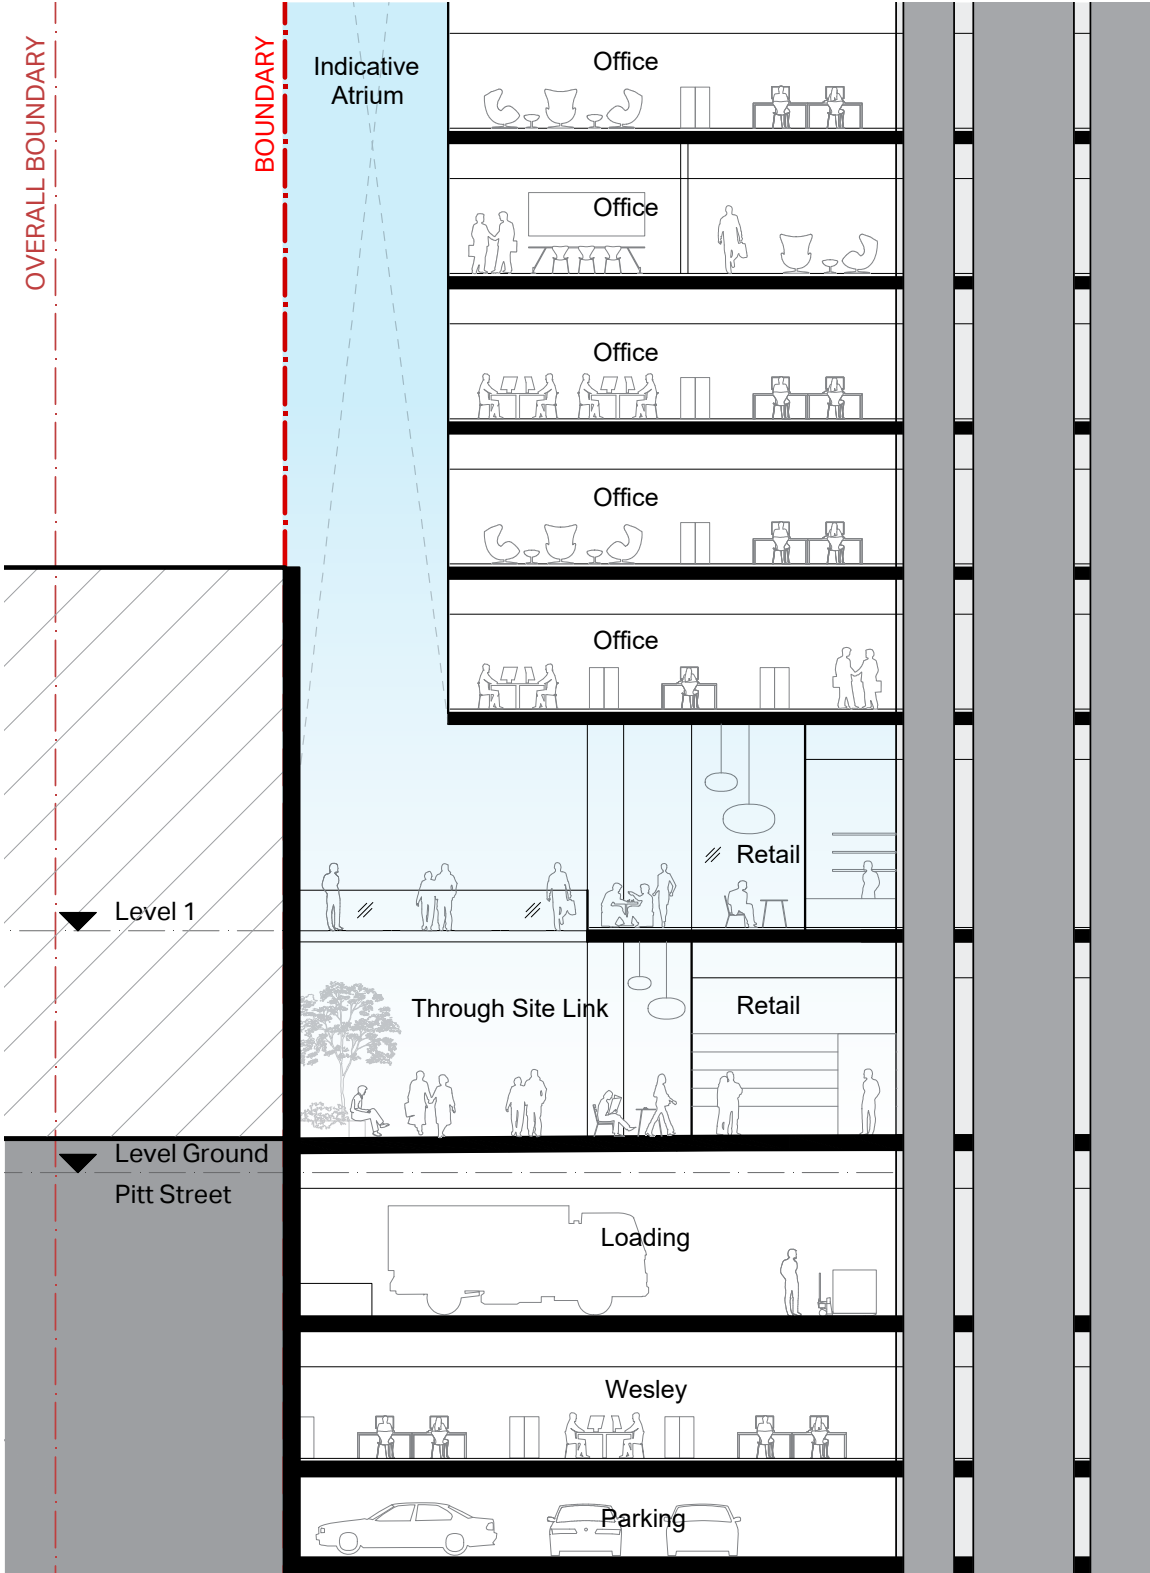 OVERALL BOUNDARY
BOUNDARY
Indicative
Atrium
Office
Office
Office
Office
Office
Retail
Level 1
Through Site Link
Retail
Level Ground
Pitt Street
Loading
Wesley
Parking